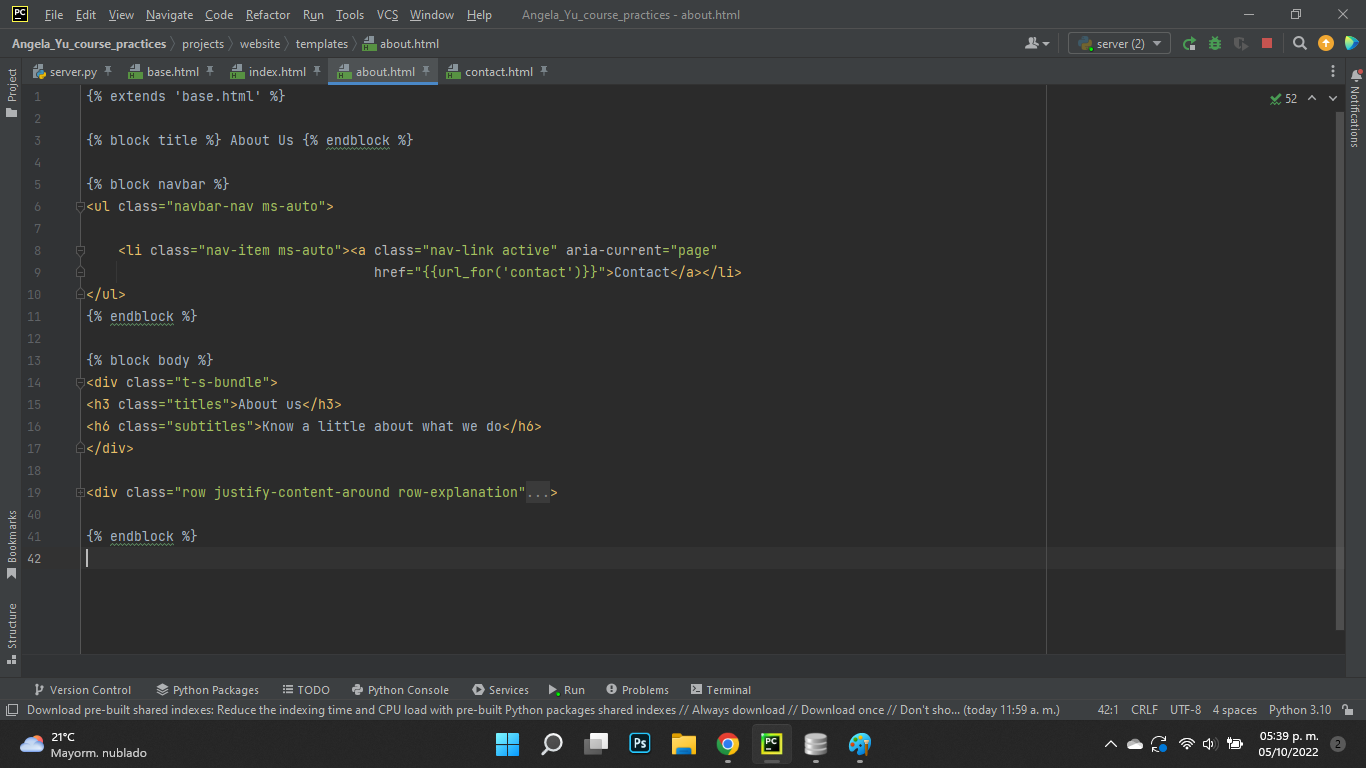 PC File Edit View Navigate Code Refactor Run Tools VCS Window Help Angela_Yu_course_practices - about.html
Angela_Yu_course_practices projects website templates about.html server (2)
server.py base.html index.html about.html contact.html
Project
Notifications
52
1 {% extends 'base.html' %}
2
3 {% block title %} About Us {% endblock %}
4
5 {% block navbar %}
6 <ul class="navbar-nav ms-auto">
7
8 <li class="nav-item ms-auto"><a class="nav-link active" aria-current="page"
9 href="{{url_for('contact')}}">Contact</a></li>
10 </ul>
11 {% endblock %}
12
13 {% block body %}
14 <div class="t-s-bundle">
15 <h3 class="titles">About us</h3>
16 <h6 class="subtitles">Know a little about what we do</h6>
17 </div>
18
19 <div class="row justify-content-around row-explanation"...>
40
41 {% endblock %}
42
Bookmarks
Structure
Version Control Python Packages TODO Python Console Services Run Problems Terminal
Download pre-built shared indexes: Reduce the indexing time and CPU load with pre-built Python packages shared indexes // Always download // Download once // Don't sho... (today 11:59 a. m.) 42:1 CRLF UTF-8 4 spaces Python 3.10
21°C
Mayorm. nublado
Ps
PC
05:39 p. m.
05/10/2022
2